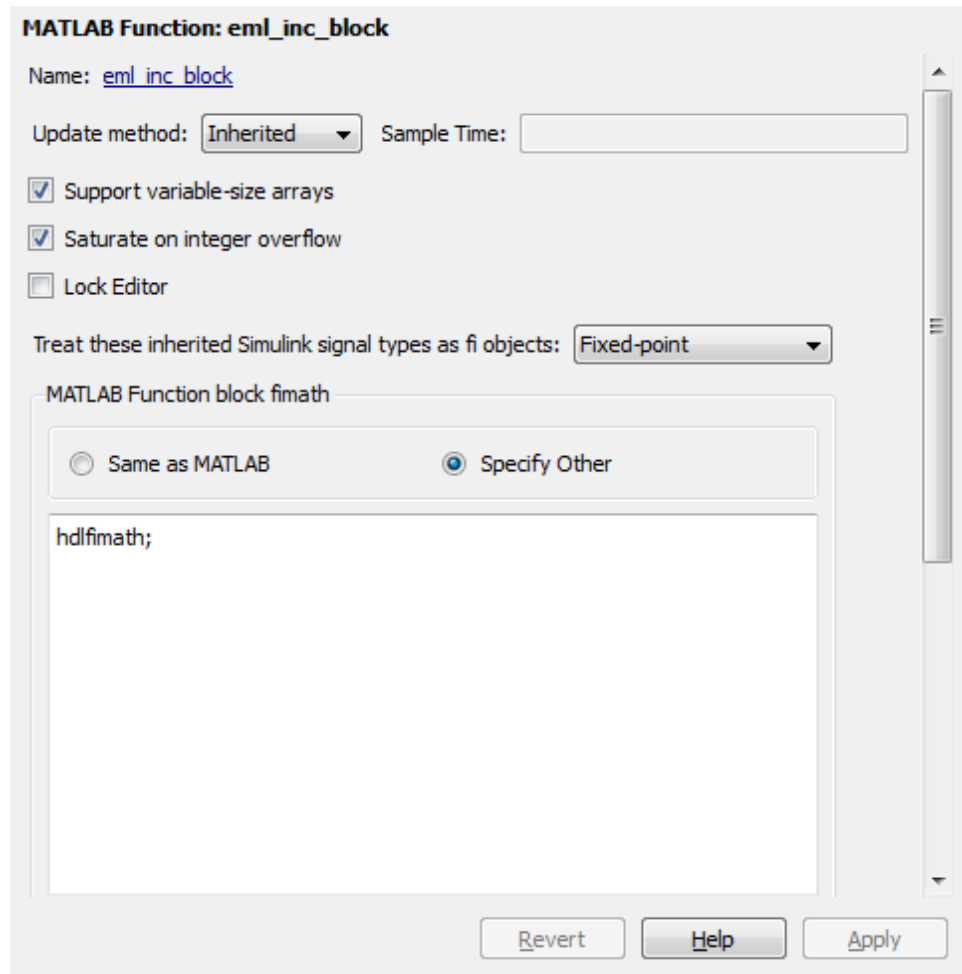 MATLAB Function: eml_inc_block
Name: eml_inc_block
Update method: Inherited Sample Time:
Support variable-size arrays
Saturate on integer overflow
Lock Editor
Treat these inherited Simulink signal types as fi objects: Fixed-point
MATLAB Function block fimath
Same as MATLAB Specify Other
hdlfimath;
Revert Help Apply